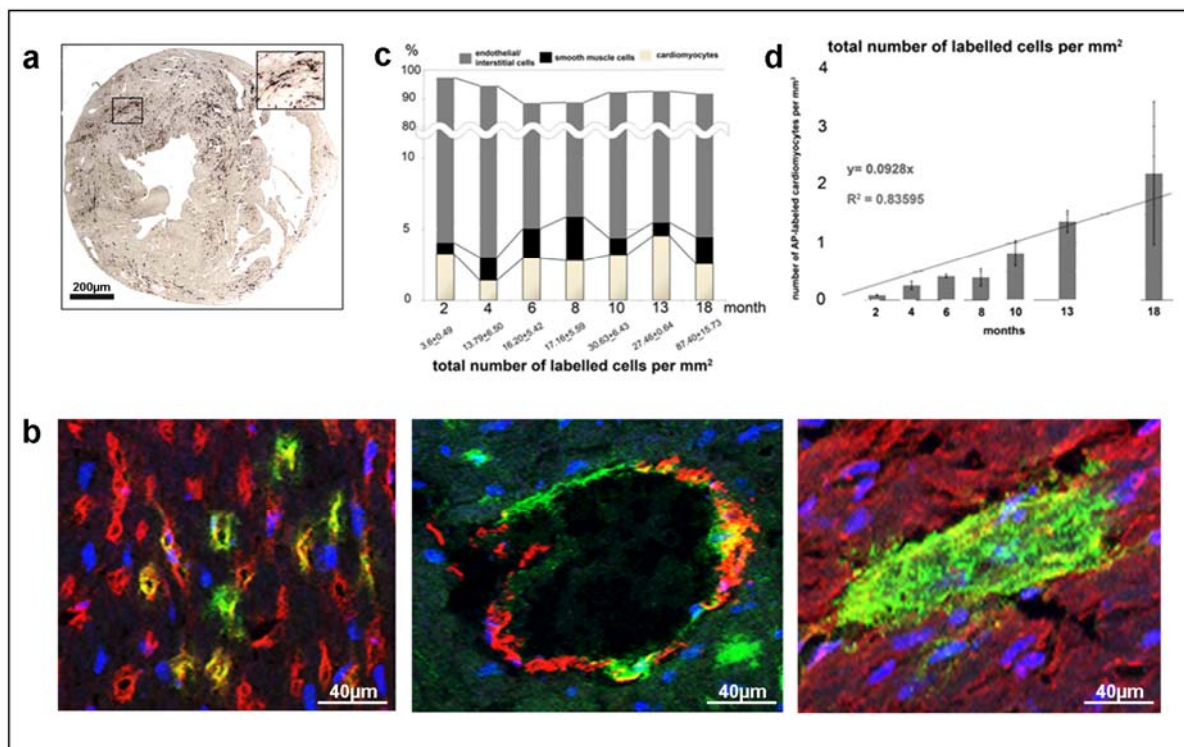 a
200µm
c
%
endothelial/
interstitial cells
smooth muscle cells
cardiomyocytes
100
90
80
10
5
0
2 4 6 8 10 13 18 month
3.6±0.49 13.79±6.50 16.20±5.42 17.16±5.59 30.63±6.43 27.46±0.64 87.40±15.73
total number of labelled cells per mm²
d
total number of labelled cells per mm²
number of AP-labeled cardiomyocytes per mm²
4
3
2
1
0
y= 0.0928x
R² = 0.83595
2 4 6 8 10 13 18
months
b
40µm
40µm
40µm